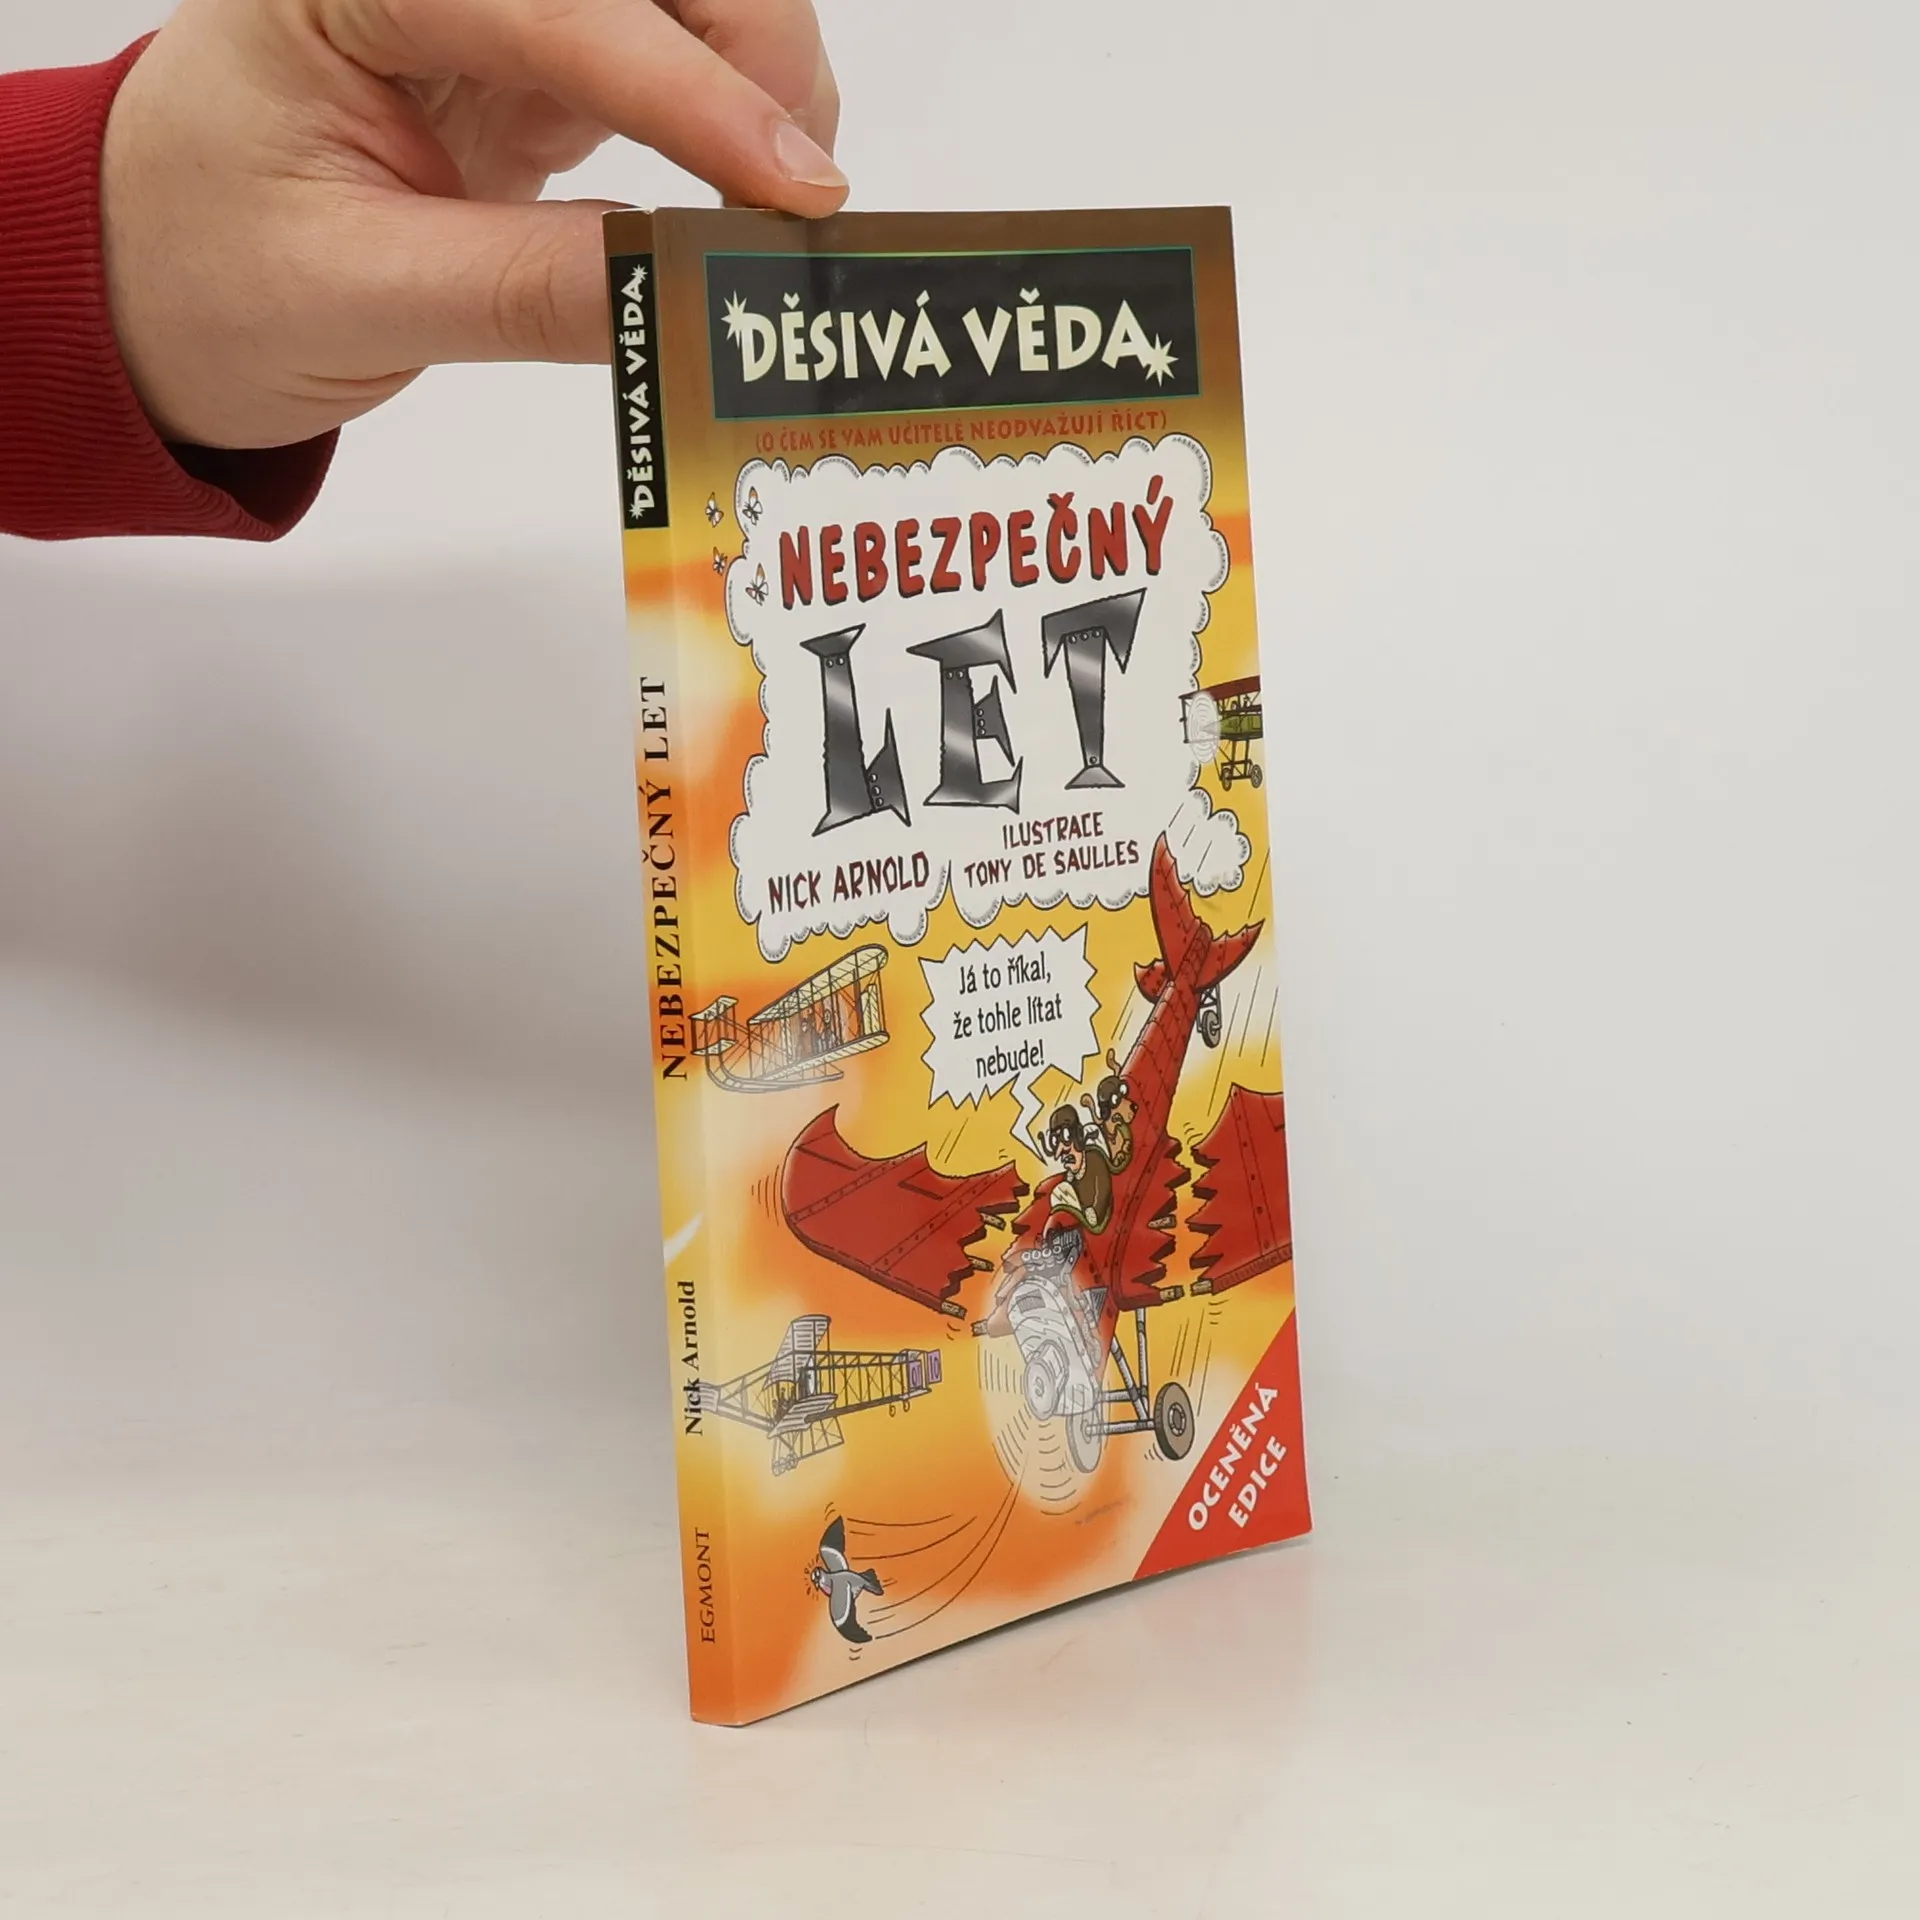 DĚSIVÁ VĚDA
(O ČEM SE VÁM UČITELÉ NEODVAŽUJÍ ŘÍCT)
NEBEZPEČNÝ
LET
NICK ARNOLD
ILUSTRACE
TONY DE SAULLES
Já to říkal,
že tohle lítat
nebude!
OCENĚNÁ
EDICE
DĚSIVÁ VĚDA
NEBEZPEČNÝ LET
Nick Arnold
EGMONT